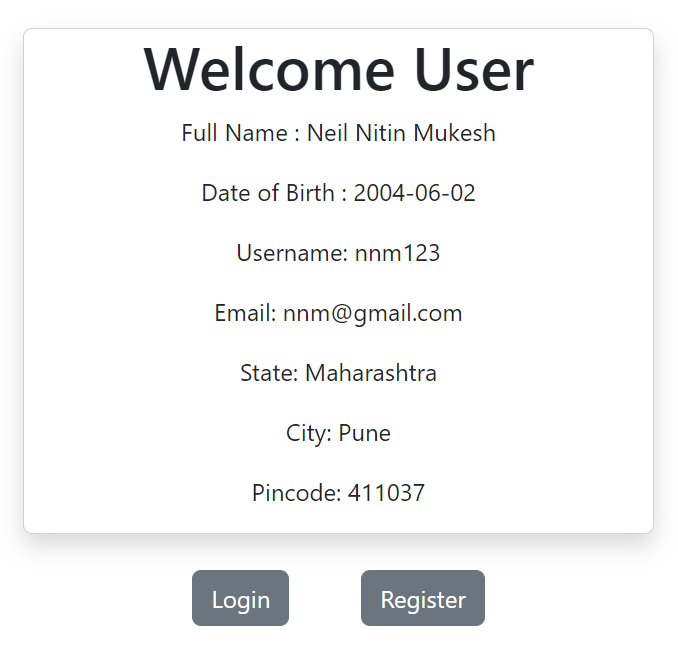 Welcome User
Full Name : Neil Nitin Mukesh
Date of Birth : 2004-06-02
Username: nnm123
Email: nnm@gmail.com
State: Maharashtra
City: Pune
Pincode: 411037
Login
Register